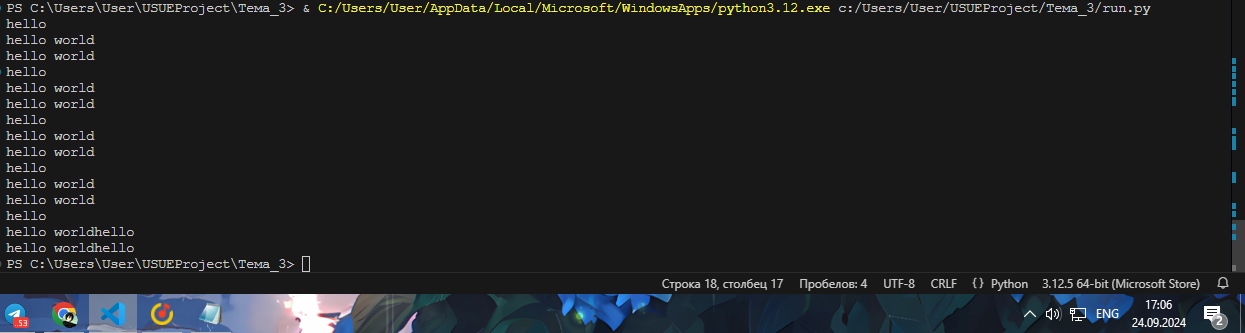 PS C:\Users\User\USUEProject\Тема_3> & C:/Users/User/AppData/Local/Microsoft/WindowsApps/python3.12.exe c:/Users/User/USUEProject/Тема_3/run.py
hello
hello world
hello world
hello
hello world
hello world
hello
hello world
hello world
hello
hello world
hello world
hello
hello worldhello
hello worldhello
PS C:\Users\User\USUEProject\Тема_3>
Строка 18, столбец 17 Пробелов: 4 UTF-8 CRLF {} Python 3.12.5 64-bit (Microsoft Store)
53
ENG
17:06
24.09.2024
2